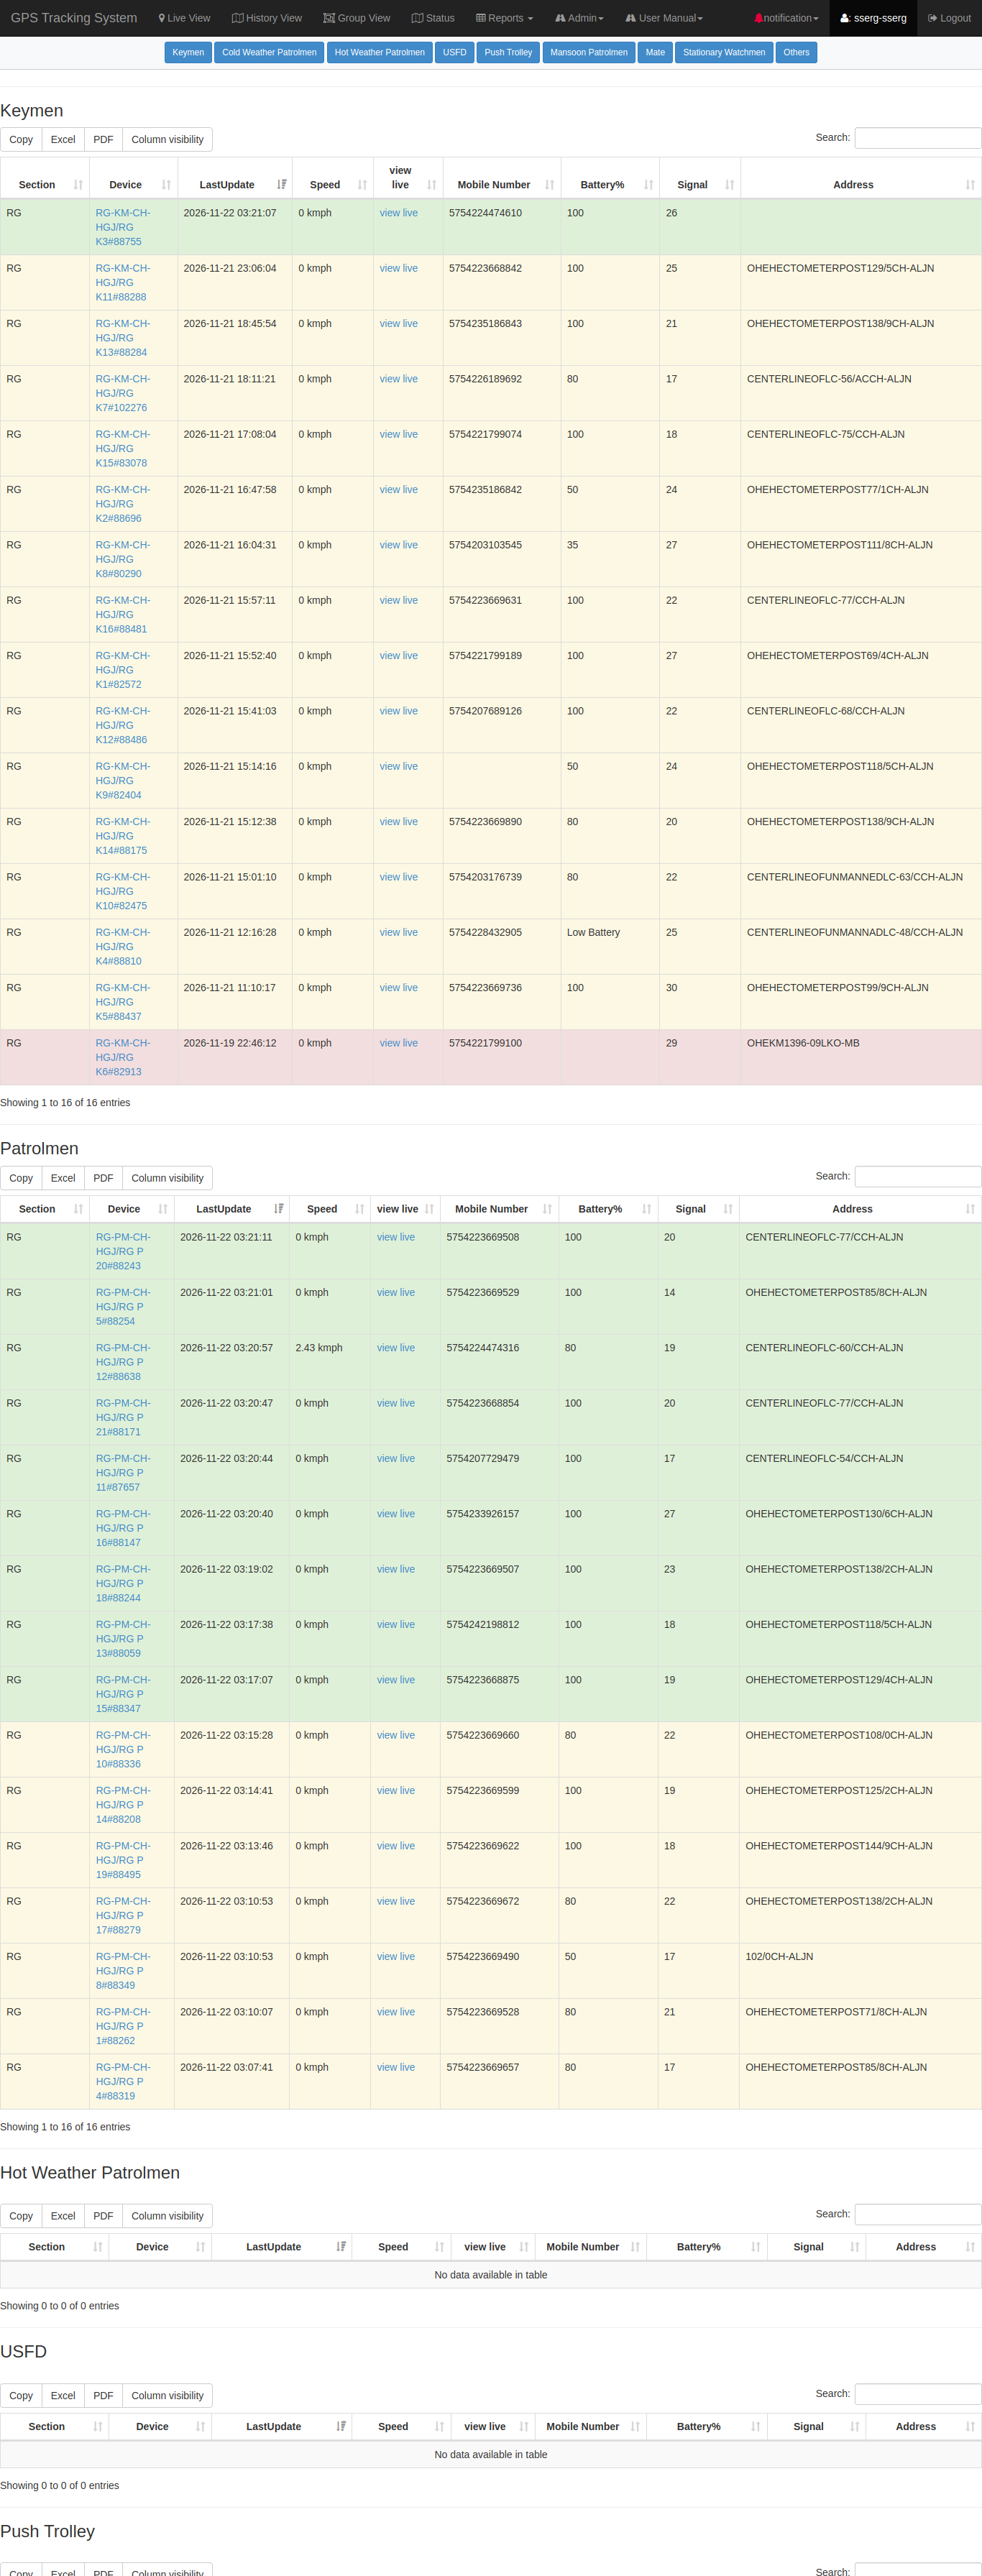 GPS Tracking System Live View History View Group View Status Reports Admin User Manual notification : sserg-sserg Logout
Keymen Cold Weather Patrolmen Hot Weather Patrolmen USFD Push Trolley Mansoon Patrolmen Mate Stationary Watchmen Others
Keymen
Copy Excel PDF Column visibility Search:
view
Section Device LastUpdate Speed live Mobile Number Battery% Signal Address
RG RG-KM-CH- 2026-11-22 03:21:07 0 kmph view live 5754224474610 100 26
HGJ/RG
K3#88755
RG RG-KM-CH- 2026-11-21 23:06:04 0 kmph view live 5754223668842 100 25 OHEHECTOMETERPOST129/5CH-ALJN
HGJ/RG
K11#88288
RG RG-KM-CH- 2026-11-21 18:45:54 0 kmph view live 5754235186843 100 21 OHEHECTOMETERPOST138/9CH-ALJN
HGJ/RG
K13#88284
RG RG-KM-CH- 2026-11-21 18:11:21 0 kmph view live 5754226189692 80 17 CENTERLINEOFLC-56/ACCH-ALJN
HGJ/RG
K7#102276
RG RG-KM-CH- 2026-11-21 17:08:04 0 kmph view live 5754221799074 100 18 CENTERLINEOFLC-75/CCH-ALJN
HGJ/RG
K15#83078
RG RG-KM-CH- 2026-11-21 16:47:58 0 kmph view live 5754235186842 50 24 OHEHECTOMETERPOST77/1CH-ALJN
HGJ/RG
K2#88696
RG RG-KM-CH- 2026-11-21 16:04:31 0 kmph view live 5754203103545 35 27 OHEHECTOMETERPOST111/8CH-ALJN
HGJ/RG
K8#80290
RG RG-KM-CH- 2026-11-21 15:57:11 0 kmph view live 5754223669631 100 22 CENTERLINEOFLC-77/CCH-ALJN
HGJ/RG
K16#88481
RG RG-KM-CH- 2026-11-21 15:52:40 0 kmph view live 5754221799189 100 27 OHEHECTOMETERPOST69/4CH-ALJN
HGJ/RG
K1#82572
RG RG-KM-CH- 2026-11-21 15:41:03 0 kmph view live 5754207689126 100 22 CENTERLINEOFLC-68/CCH-ALJN
HGJ/RG
K12#88486
RG RG-KM-CH- 2026-11-21 15:14:16 0 kmph view live 50 24 OHEHECTOMETERPOST118/5CH-ALJN
HGJ/RG
K9#82404
RG RG-KM-CH- 2026-11-21 15:12:38 0 kmph view live 5754223669890 80 20 OHEHECTOMETERPOST138/9CH-ALJN
HGJ/RG
K14#88175
RG RG-KM-CH- 2026-11-21 15:01:10 0 kmph view live 5754203176739 80 22 CENTERLINEOFUNMANNEDLC-63/CCH-ALJN
HGJ/RG
K10#82475
RG RG-KM-CH- 2026-11-21 12:16:28 0 kmph view live 5754228432905 Low Battery 25 CENTERLINEOFUNMANNADLC-48/CCH-ALJN
HGJ/RG
K4#88810
RG RG-KM-CH- 2026-11-21 11:10:17 0 kmph view live 5754223669736 100 30 OHEHECTOMETERPOST99/9CH-ALJN
HGJ/RG
K5#88437
RG RG-KM-CH- 2026-11-19 22:46:12 0 kmph view live 5754221799100 29 OHEKM1396-09LKO-MB
HGJ/RG
K6#82913
Showing 1 to 16 of 16 entries
Patrolmen
Copy Excel PDF Column visibility Search:
Section Device LastUpdate Speed view live Mobile Number Battery% Signal Address
RG RG-PM-CH- 2026-11-22 03:21:11 0 kmph view live 5754223669508 100 20 CENTERLINEOFLC-77/CCH-ALJN
HGJ/RG P
20#88243
RG RG-PM-CH- 2026-11-22 03:21:01 0 kmph view live 5754223669529 100 14 OHEHECTOMETERPOST85/8CH-ALJN
HGJ/RG P
5#88254
RG RG-PM-CH- 2026-11-22 03:20:57 2.43 kmph view live 5754224474316 80 19 CENTERLINEOFLC-60/CCH-ALJN
HGJ/RG P
12#88638
RG RG-PM-CH- 2026-11-22 03:20:47 0 kmph view live 5754223668854 100 20 CENTERLINEOFLC-77/CCH-ALJN
HGJ/RG P
21#88171
RG RG-PM-CH- 2026-11-22 03:20:44 0 kmph view live 5754207729479 100 17 CENTERLINEOFLC-54/CCH-ALJN
HGJ/RG P
11#87657
RG RG-PM-CH- 2026-11-22 03:20:40 0 kmph view live 5754233926157 100 27 OHEHECTOMETERPOST130/6CH-ALJN
HGJ/RG P
16#88147
RG RG-PM-CH- 2026-11-22 03:19:02 0 kmph view live 5754223669507 100 23 OHEHECTOMETERPOST138/2CH-ALJN
HGJ/RG P
18#88244
RG RG-PM-CH- 2026-11-22 03:17:38 0 kmph view live 5754242198812 100 18 OHEHECTOMETERPOST118/5CH-ALJN
HGJ/RG P
13#88059
RG RG-PM-CH- 2026-11-22 03:17:07 0 kmph view live 5754223668875 100 19 OHEHECTOMETERPOST129/4CH-ALJN
HGJ/RG P
15#88347
RG RG-PM-CH- 2026-11-22 03:15:28 0 kmph view live 5754223669660 80 22 OHEHECTOMETERPOST108/0CH-ALJN
HGJ/RG P
10#88336
RG RG-PM-CH- 2026-11-22 03:14:41 0 kmph view live 5754223669599 100 19 OHEHECTOMETERPOST125/2CH-ALJN
HGJ/RG P
14#88208
RG RG-PM-CH- 2026-11-22 03:13:46 0 kmph view live 5754223669622 100 18 OHEHECTOMETERPOST144/9CH-ALJN
HGJ/RG P
19#88495
RG RG-PM-CH- 2026-11-22 03:10:53 0 kmph view live 5754223669672 80 22 OHEHECTOMETERPOST138/2CH-ALJN
HGJ/RG P
17#88279
RG RG-PM-CH- 2026-11-22 03:10:53 0 kmph view live 5754223669490 50 17 102/0CH-ALJN
HGJ/RG P
8#88349
RG RG-PM-CH- 2026-11-22 03:10:07 0 kmph view live 5754223669528 80 21 OHEHECTOMETERPOST71/8CH-ALJN
HGJ/RG P
1#88262
RG RG-PM-CH- 2026-11-22 03:07:41 0 kmph view live 5754223669657 80 17 OHEHECTOMETERPOST85/8CH-ALJN
HGJ/RG P
4#88319
Showing 1 to 16 of 16 entries
Hot Weather Patrolmen
Copy Excel PDF Column visibility Search:
Section Device LastUpdate Speed view live Mobile Number Battery% Signal Address
No data available in table
Showing 0 to 0 of 0 entries
USFD
Copy Excel PDF Column visibility Search:
Section Device LastUpdate Speed view live Mobile Number Battery% Signal Address
No data available in table
Showing 0 to 0 of 0 entries
Push Trolley
Copy Excel PDF Column visibility Search: